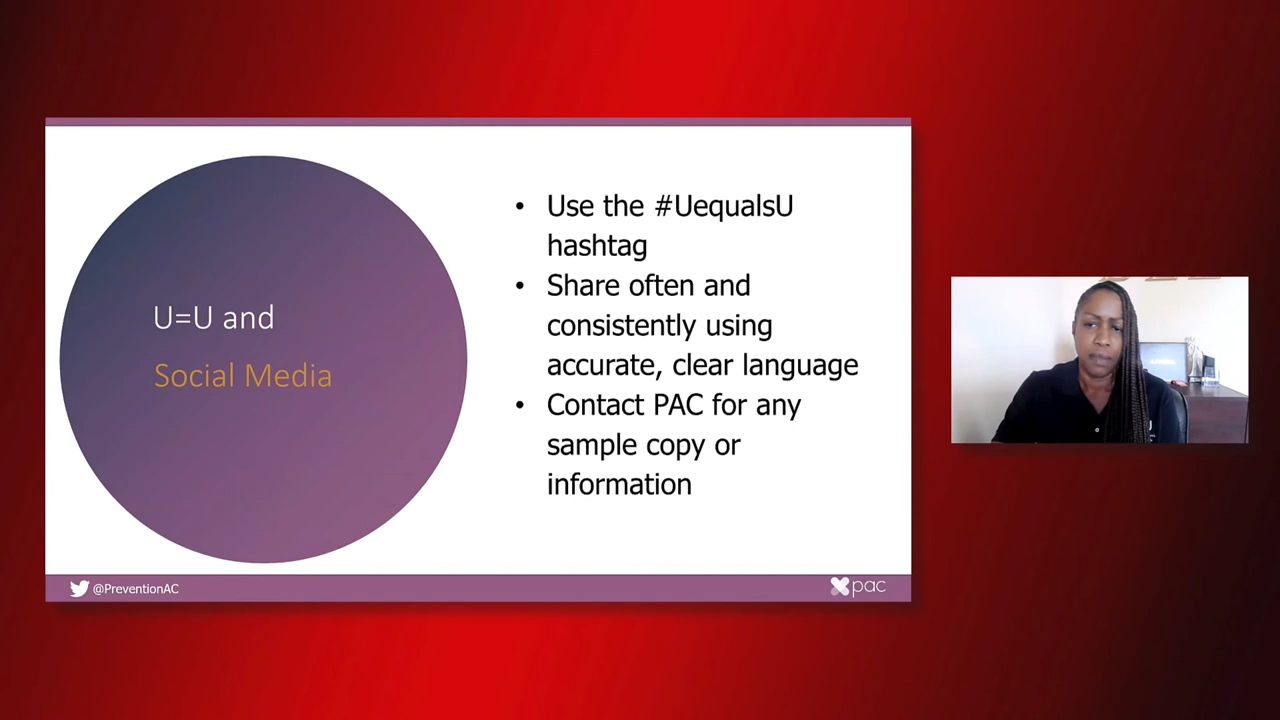 U=U and
Social Media
• Use the #UequalsU
hashtag
• Share often and
consistently using
accurate, clear language
• Contact PAC for any
sample copy or
information
@PreventionAC
pac